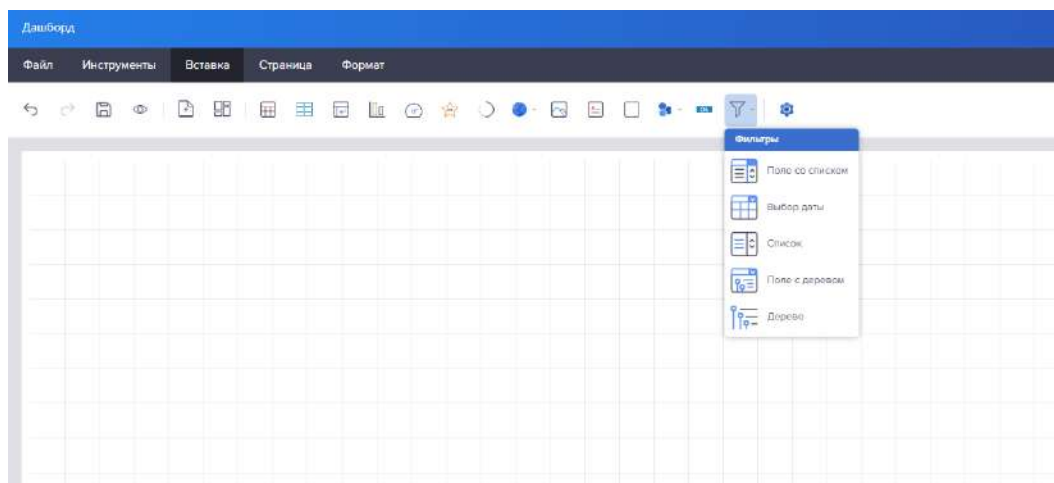 Дашборд
Файл Инструменты Вставка Страница Формат
Фильтры
Поле со списком
Выбор даты
Список
Поле с деревом
Дерево